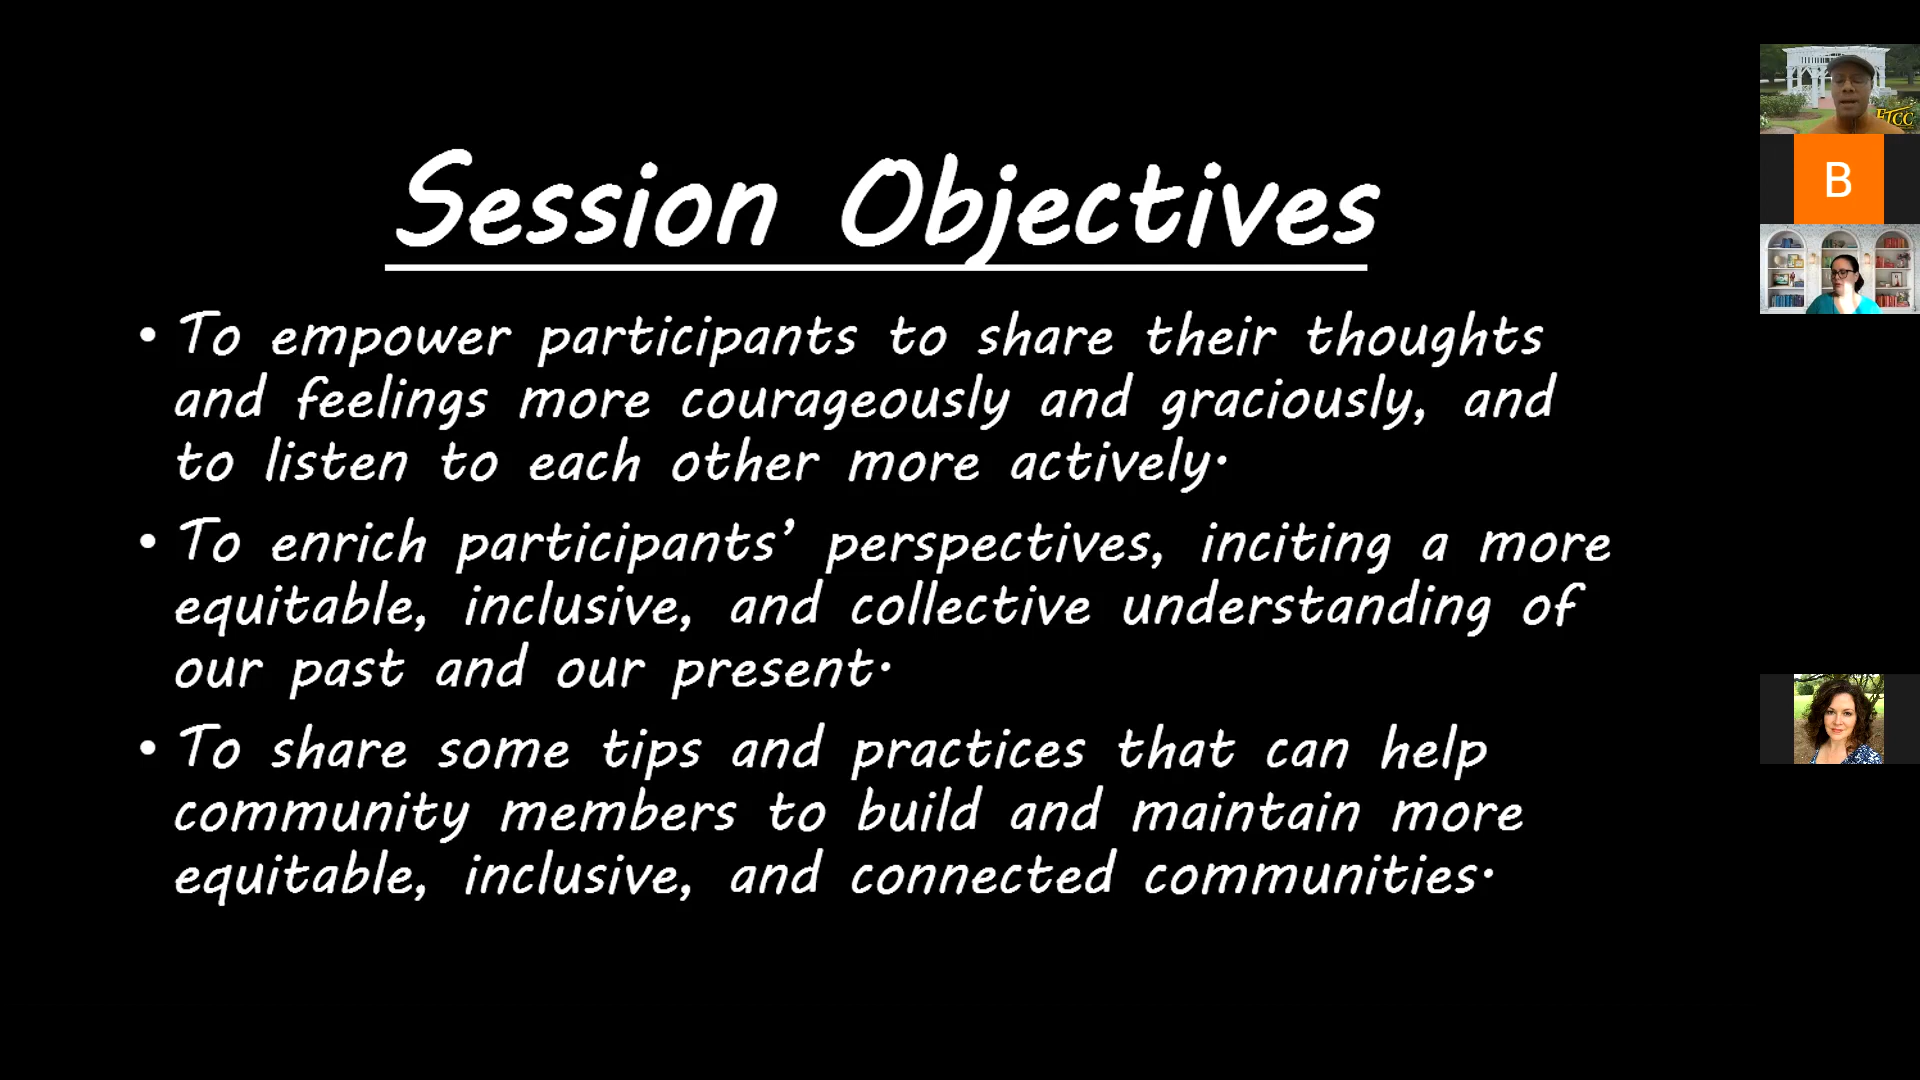 Session Objectives
• To empower participants to share their thoughts
and feelings more courageously and graciously, and
to listen to each other more actively.
• To enrich participants’ perspectives, inciting a more
equitable, inclusive, and collective understanding of
our past and our present.
• To share some tips and practices that can help
community members to build and maintain more
equitable, inclusive, and connected communities.
FTCC
B